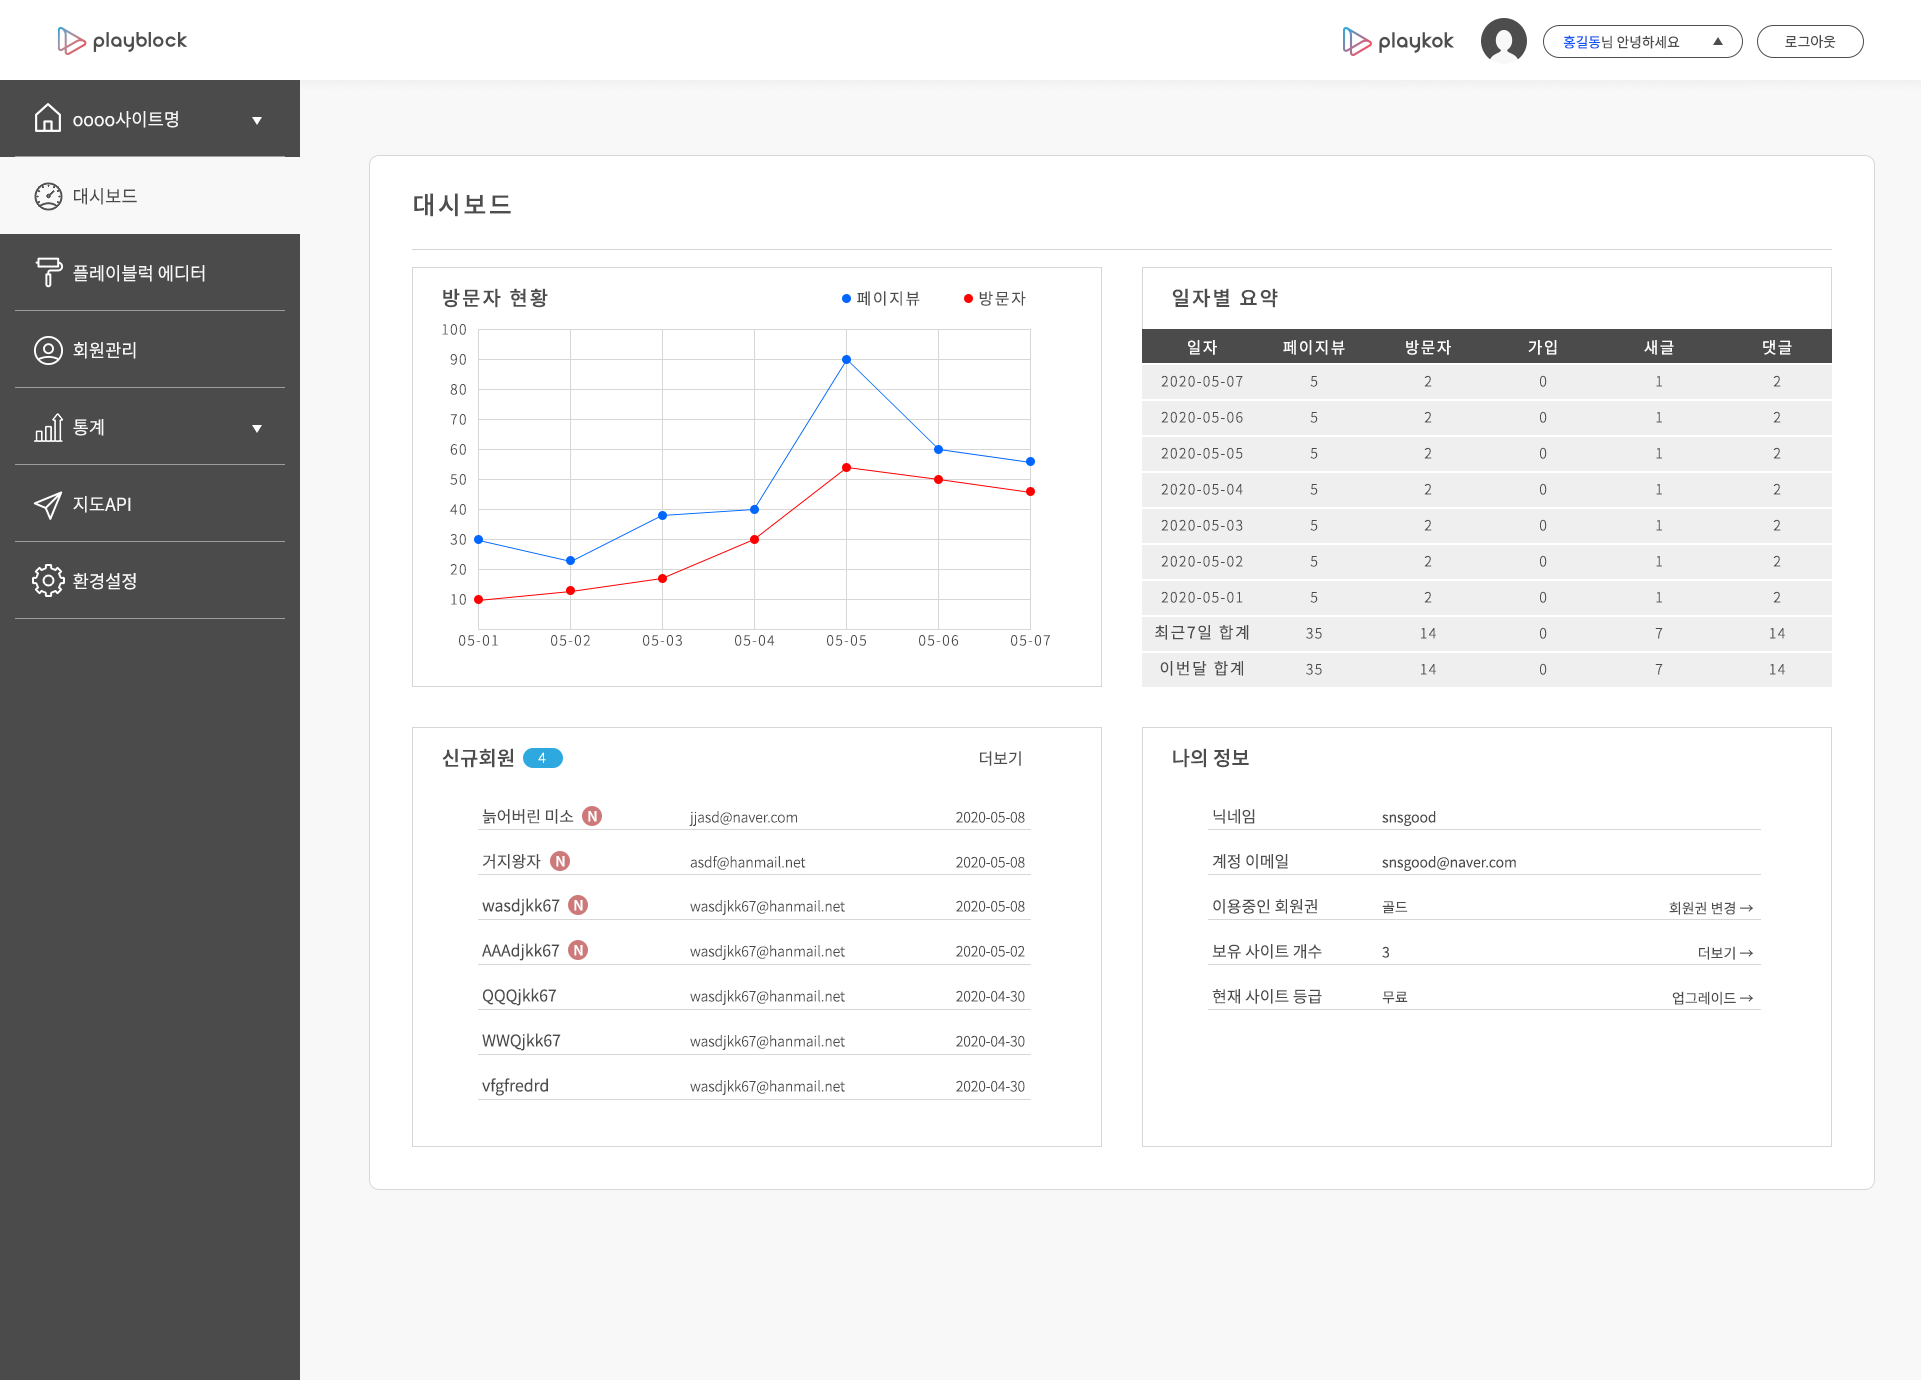 playblock
playkok
홍길동님 안녕하세요 ▲
로그아웃
oooo사이트명 ▼
대시보드
플레이블럭 에디터
회원관리
통계 ▼
지도API
환경설정
대시보드
방문자 현황
페이지뷰 방문자
100
90
80
70
60
50
40
30
20
10
05-01 05-02 05-03 05-04 05-05 05-06 05-07
일자별 요약
일자 페이지뷰 방문자 가입 새글 댓글
2020-05-07 5 2 0 1 2
2020-05-06 5 2 0 1 2
2020-05-05 5 2 0 1 2
2020-05-04 5 2 0 1 2
2020-05-03 5 2 0 1 2
2020-05-02 5 2 0 1 2
2020-05-01 5 2 0 1 2
최근7일 합계 35 14 0 7 14
이번달 합계 35 14 0 7 14
신규회원 4 더보기
늙어버린 미소 N jjasd@naver.com 2020-05-08
거지왕자 N asdf@hanmail.net 2020-05-08
wasdjkk67 N wasdjkk67@hanmail.net 2020-05-08
AAAdjkk67 N wasdjkk67@hanmail.net 2020-05-02
QQQjkk67 wasdjkk67@hanmail.net 2020-04-30
WWQjkk67 wasdjkk67@hanmail.net 2020-04-30
vfgfredrd wasdjkk67@hanmail.net 2020-04-30
나의 정보
닉네임 snsgood
계정 이메일 snsgood@naver.com
이용중인 회원권 골드 회원권 변경→
보유 사이트 개수 3 더보기→
현재 사이트 등급 무료 업그레이드→